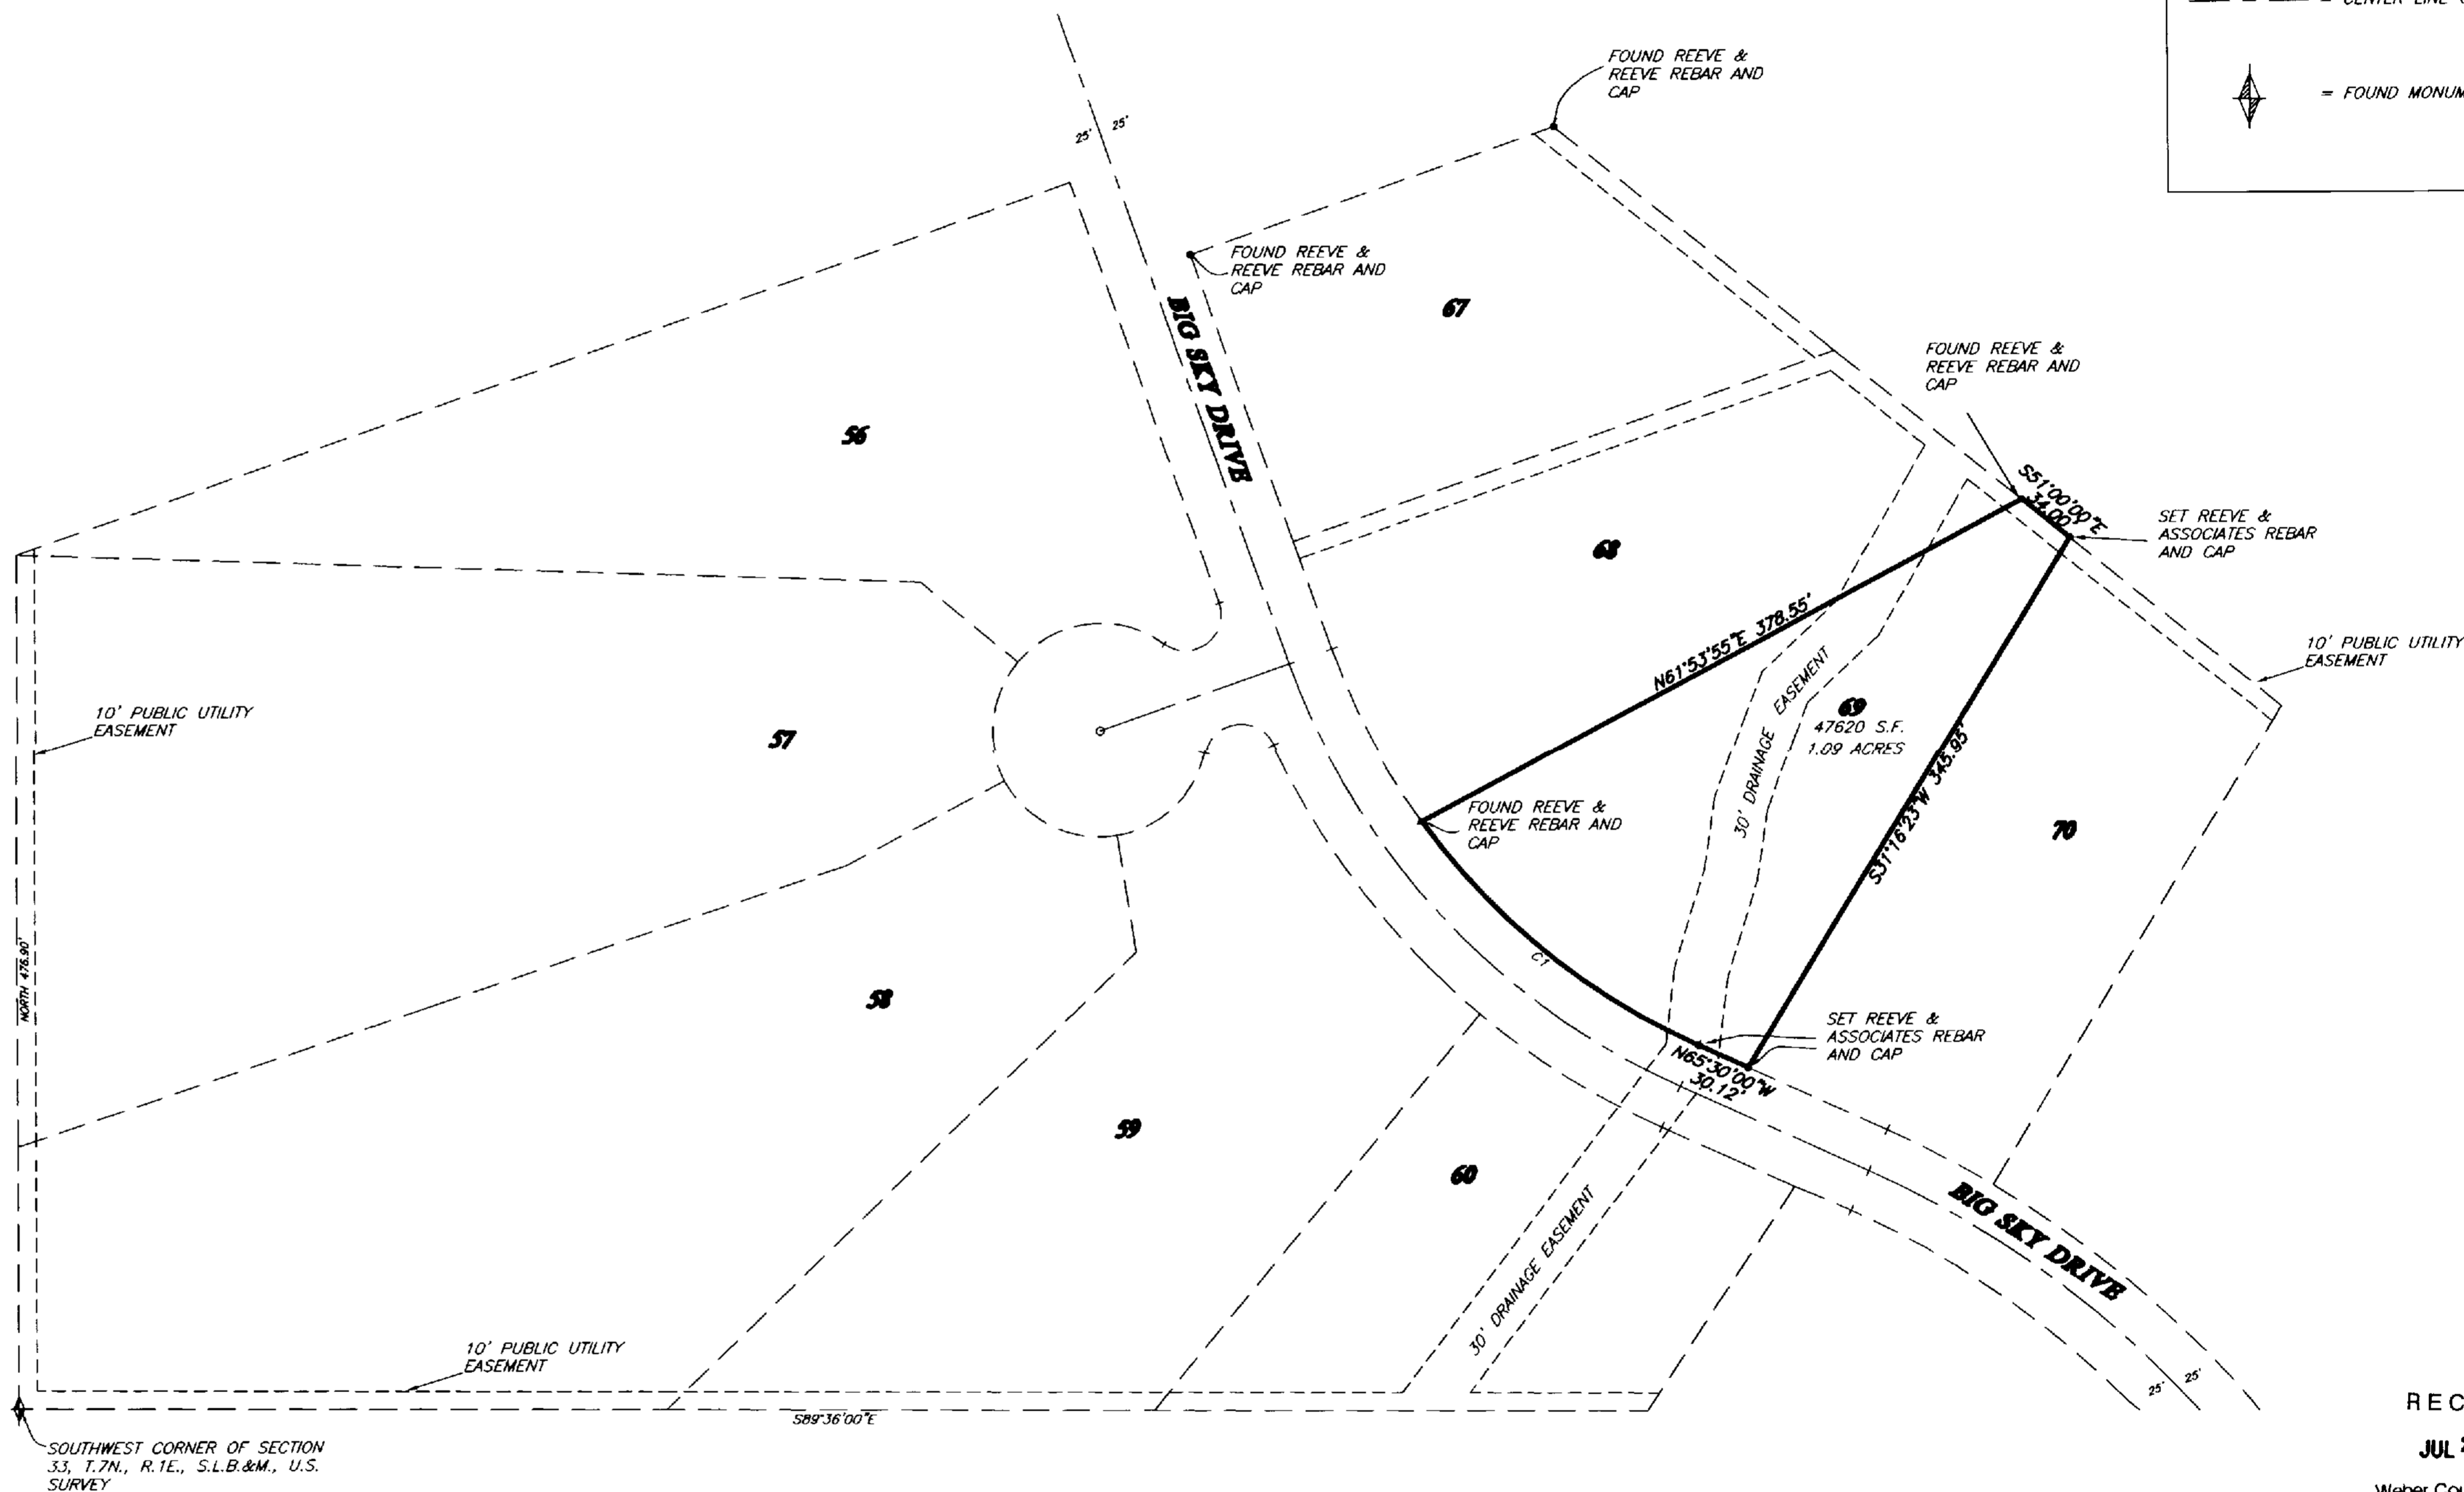 FOUND REEVE &
REEVE REBAR AND
CAP
= FOUND
25' 25'
FOUND REEVE &
REEVE REBAR AND
CAP
BIG SKY DRIVE
67
FOUND REEVE &
REEVE REBAR AND
CAP
56
S51°00'00"E
34.00'
SET REEVE &
ASSOCIATES REBAR
AND CAP
68
N61°53'55"E 378.55'
10' PUBLIC UTILITY
EASEMENT
30' DRAINAGE EASEMENT
69
47620 S.F.
1.09 ACRES
S31°16'23"W 345.95'
10' PUBLIC UTILITY
EASEMENT
57
FOUND REEVE &
REEVE REBAR AND
CAP
70
C1
NORTH 476.90'
58
SET REEVE &
ASSOCIATES REBAR
AND CAP
N65°30'00"W
30.12'
59
60
30' DRAINAGE EASEMENT
BIG SKY DRIVE
10' PUBLIC UTILITY
EASEMENT
25' 25'
S89°36'00"E
SOUTHWEST CORNER OF SECTION
33, T.7N., R.1E., S.L.B.&M., U.S.
SURVEY
JUL
Weber